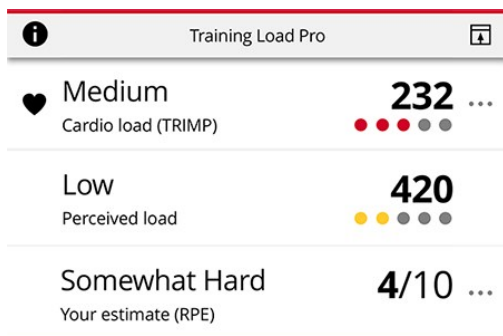 Training Load Pro
Medium 232
Cardio load (TRIMP)
Low 420
Perceived load
Somewhat Hard 4/10
Your estimate (RPE)